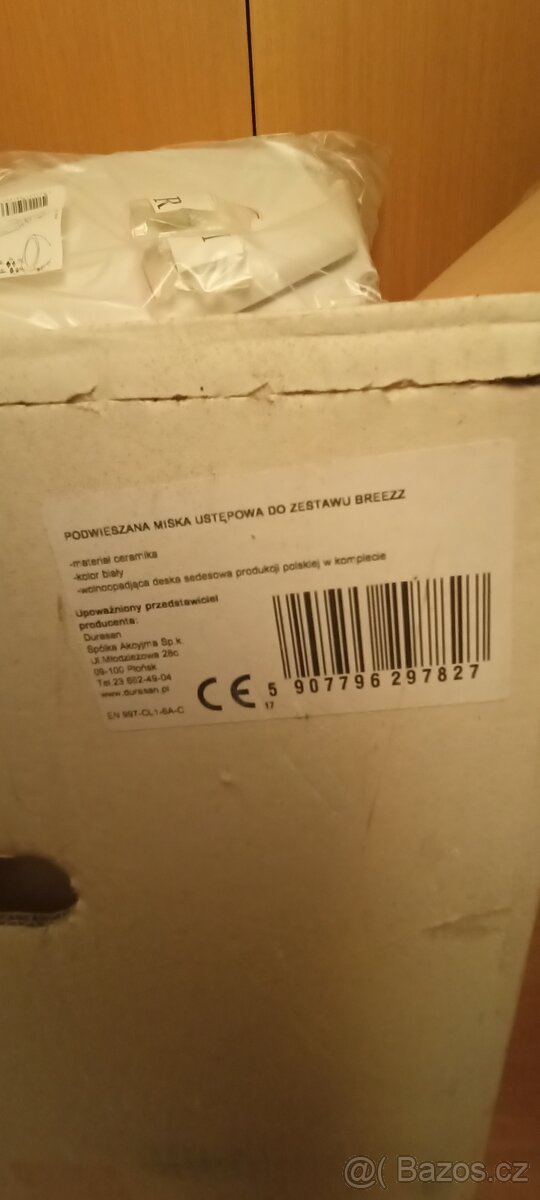 R
I
PODWIESZANA MISKA USTĘPOWA DO ZESTAWU BREEZZ
-materiał ceramika
-kolor biały
-wolnoopadająca deska sedesowa produkcji polskiej w komplecie
Upoważniony przedstawiciel
producenta:
Durasan
Spółka Akcyjna Sp.k.
Ul.Młodzieżowa 28c
09-100 Płońsk
Tel.23 662-49-04
www.durasan.pl
EN 997-CL1-6A-C
CE
17
5 907796 297827
@( Bazos.cz